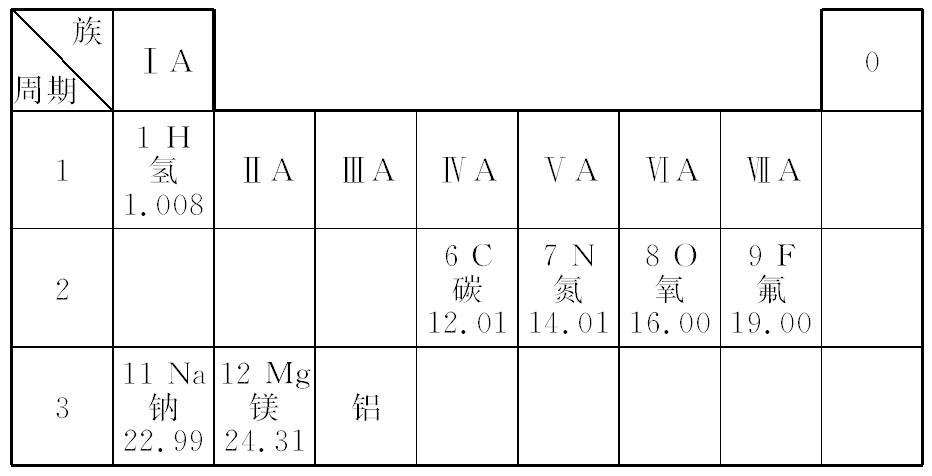 族
周期
ⅠA
0
1
1 H
氢
1.008
ⅡA
ⅢA
ⅣA
ⅤA
ⅥA
ⅦA
2
6 C
碳
12.01
7 N
氮
14.01
8 O
氧
16.00
9 F
氟
19.00
3
11 Na
钠
22.99
12 Mg
镁
24.31
铝